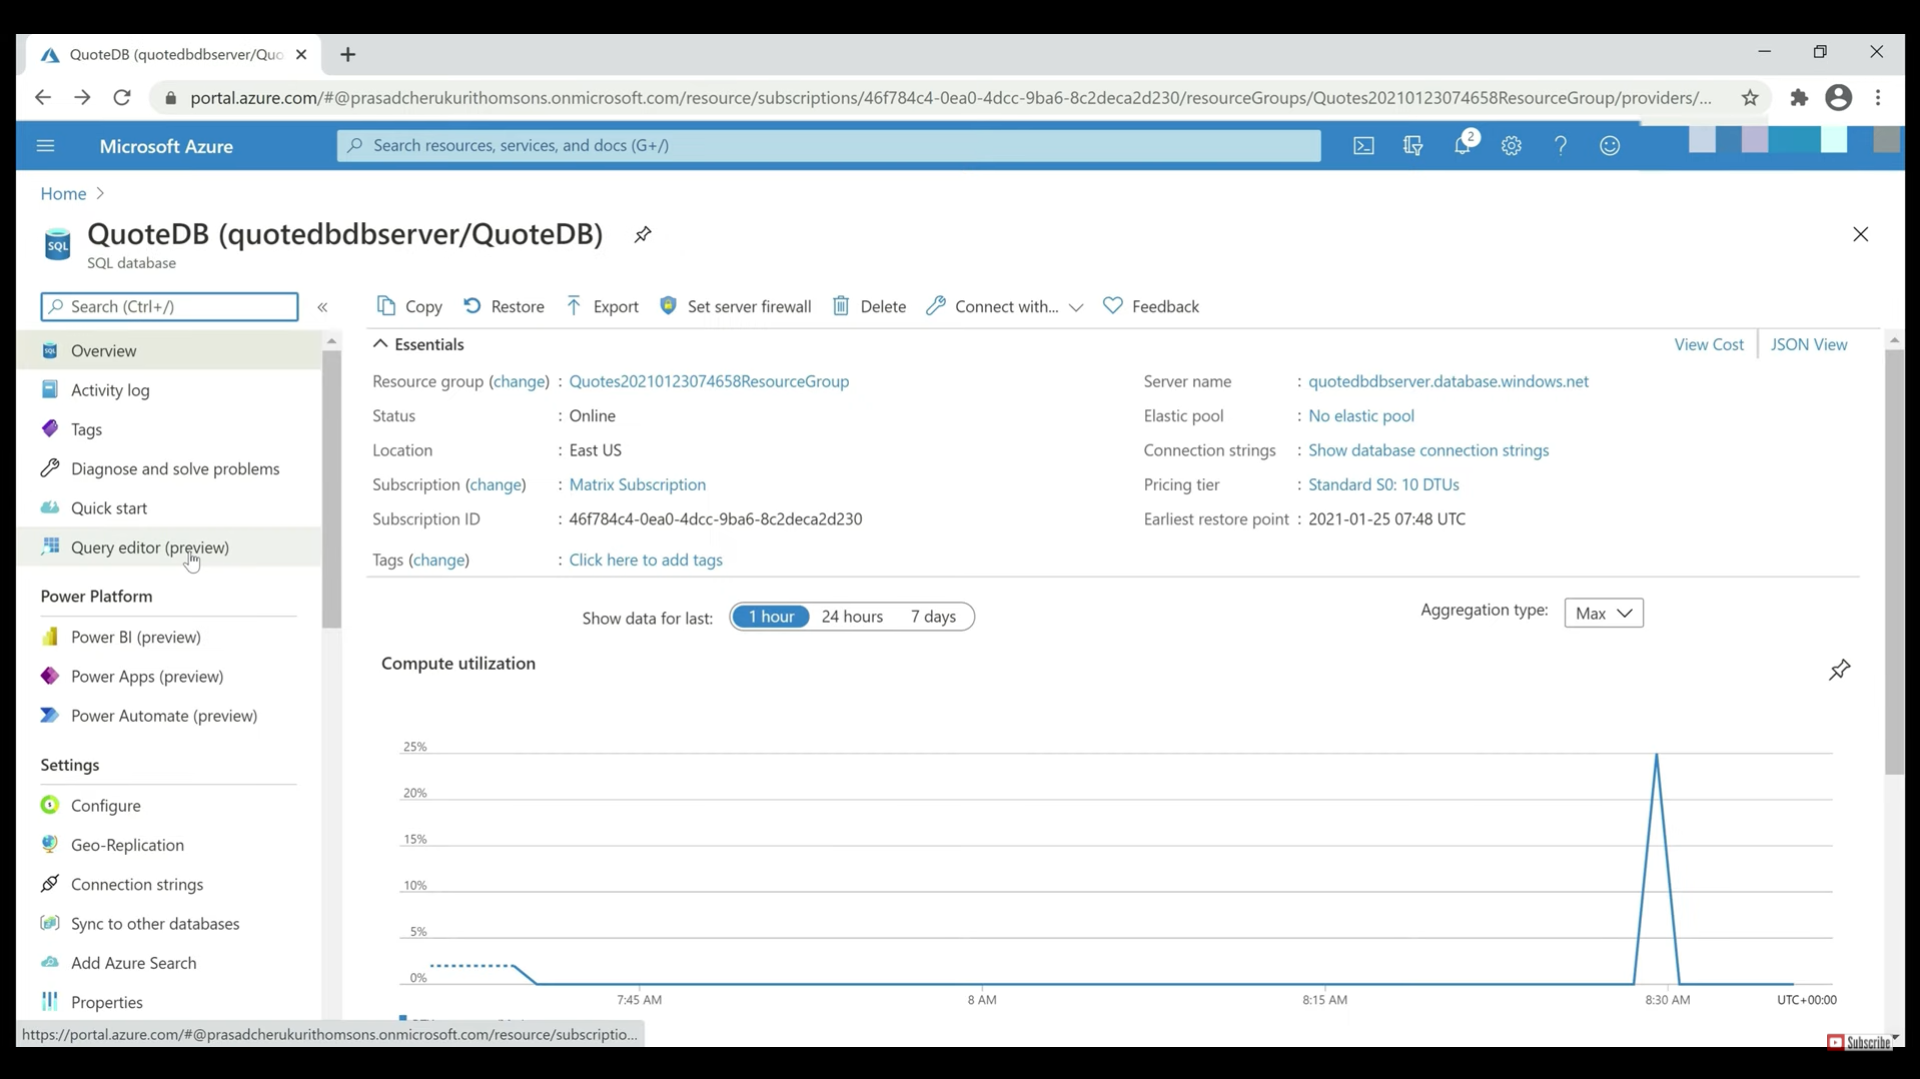 QuoteDB (quotedbdbserver/Quo
portal.azure.com/#@prasadcherukurithomsons.onmicrosoft.com/resource/subscriptions/46f784c4-0ea0-4dcc-9ba6-8c2deca2d230/resourceGroups/Quotes20210123074658ResourceGroup/providers/...
Microsoft Azure
Search resources, services, and docs (G+/)
2
Home
QuoteDB (quotedbdbserver/QuoteDB)
SQL
SQL database
Search (Ctrl+/)
Copy
Restore
Export
Set server firewall
Delete
Connect with...
Feedback
Overview
Activity log
Tags
Diagnose and solve problems
Quick start
Query editor (preview)
Power Platform
Power BI (preview)
Power Apps (preview)
Power Automate (preview)
Settings
Configure
Geo-Replication
Connection strings
Sync to other databases
Add Azure Search
Properties
Essentials
View Cost
JSON View
Resource group (change) : Quotes20210123074658ResourceGroup
Status : Online
Location : East US
Subscription (change) : Matrix Subscription
Subscription ID : 46f784c4-0ea0-4dcc-9ba6-8c2deca2d230
Tags (change) : Click here to add tags
Server name : quotedbdbserver.database.windows.net
Elastic pool : No elastic pool
Connection strings : Show database connection strings
Pricing tier : Standard S0: 10 DTUs
Earliest restore point : 2021-01-25 07:48 UTC
Show data for last: 1 hour 24 hours 7 days
Aggregation type: Max
Compute utilization
25%
20%
15%
10%
5%
0%
7:45 AM 8 AM 8:15 AM 8:30 AM UTC+00:00
https://portal.azure.com/#@prasadcherukurithomsons.onmicrosoft.com/resource/subscriptio...
Subscribe